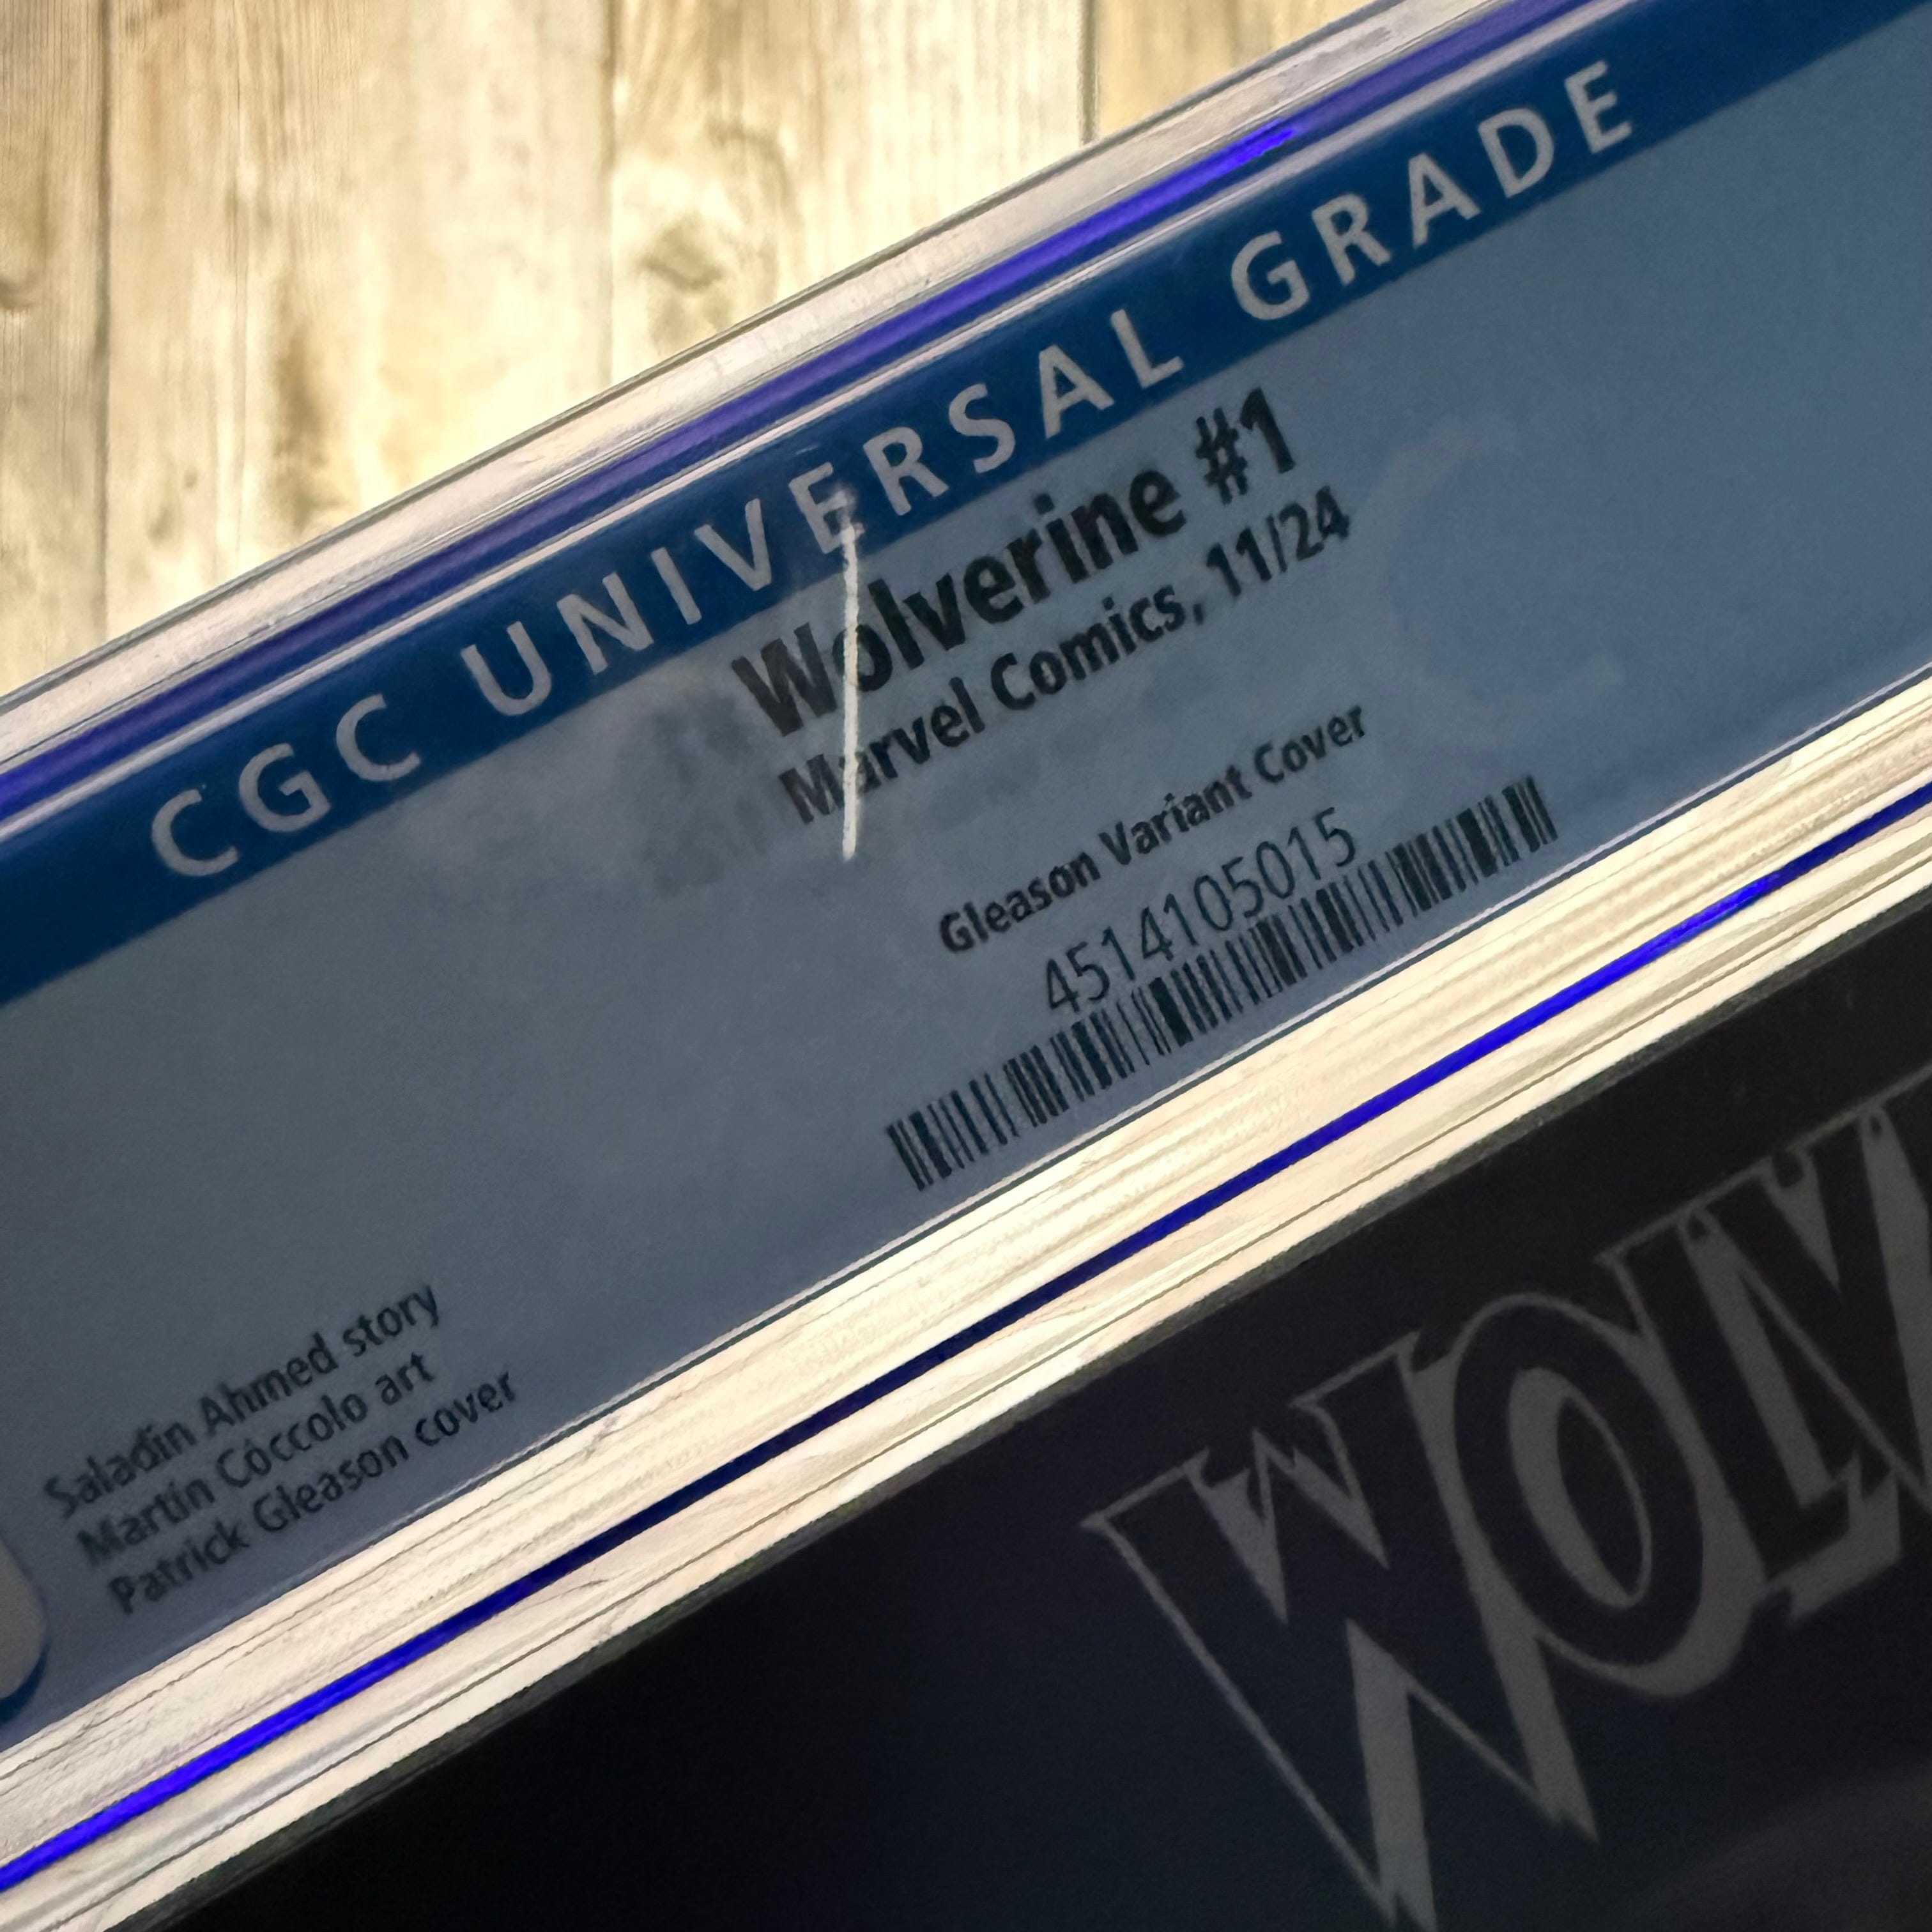 CGC UNIVERSAL GRADE
Wolverine #1
Marvel Comics, 11/24
Gleason Variant Cover
4514105015
Saladin Ahmed story
Martín Cóccolo art
Patrick Gleason cover
WOLV